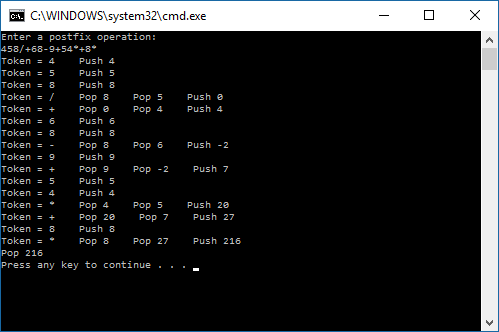 C:\WINDOWS\system32\cmd.exe
Enter a postfix operation:
458/+68-9+54*+8*
Token = 4    Push 4
Token = 5    Push 5
Token = 8    Push 8
Token = /    Pop 8    Pop 5    Push 0
Token = +    Pop 0    Pop 4    Push 4
Token = 6    Push 6
Token = 8    Push 8
Token = -    Pop 8    Pop 6    Push -2
Token = 9    Push 9
Token = +    Pop 9    Pop -2    Push 7
Token = 5    Push 5
Token = 4    Push 4
Token = *    Pop 4    Pop 5    Push 20
Token = +    Pop 20    Pop 7    Push 27
Token = 8    Push 8
Token = *    Pop 8    Pop 27    Push 216
Pop 216
Press any key to continue . . .